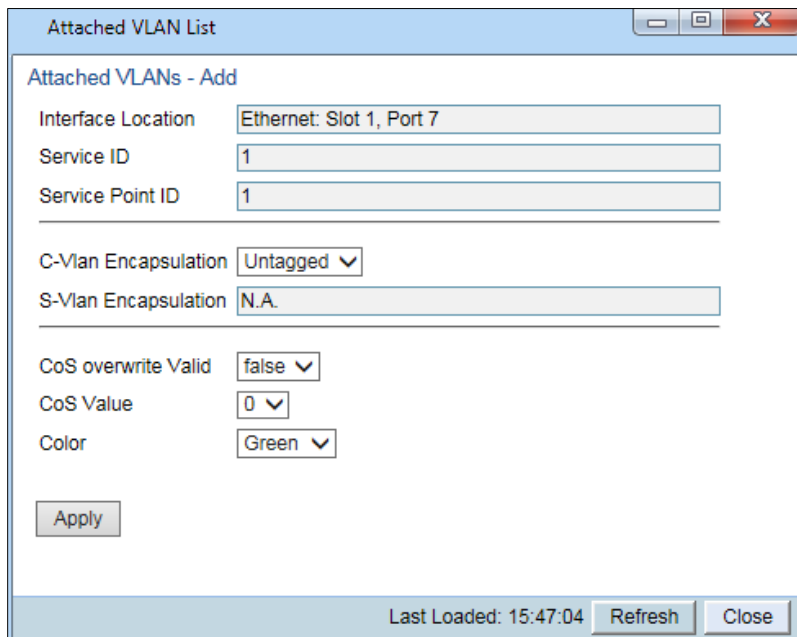 Attached VLAN List
Attached VLANs - Add
Interface Location Ethernet: Slot 1, Port 7
Service ID 1
Service Point ID 1
C-Vlan Encapsulation Untagged
S-Vlan Encapsulation N.A.
CoS overwrite Valid false
CoS Value 0
Color Green
Apply
Last Loaded: 15:47:04 Refresh Close